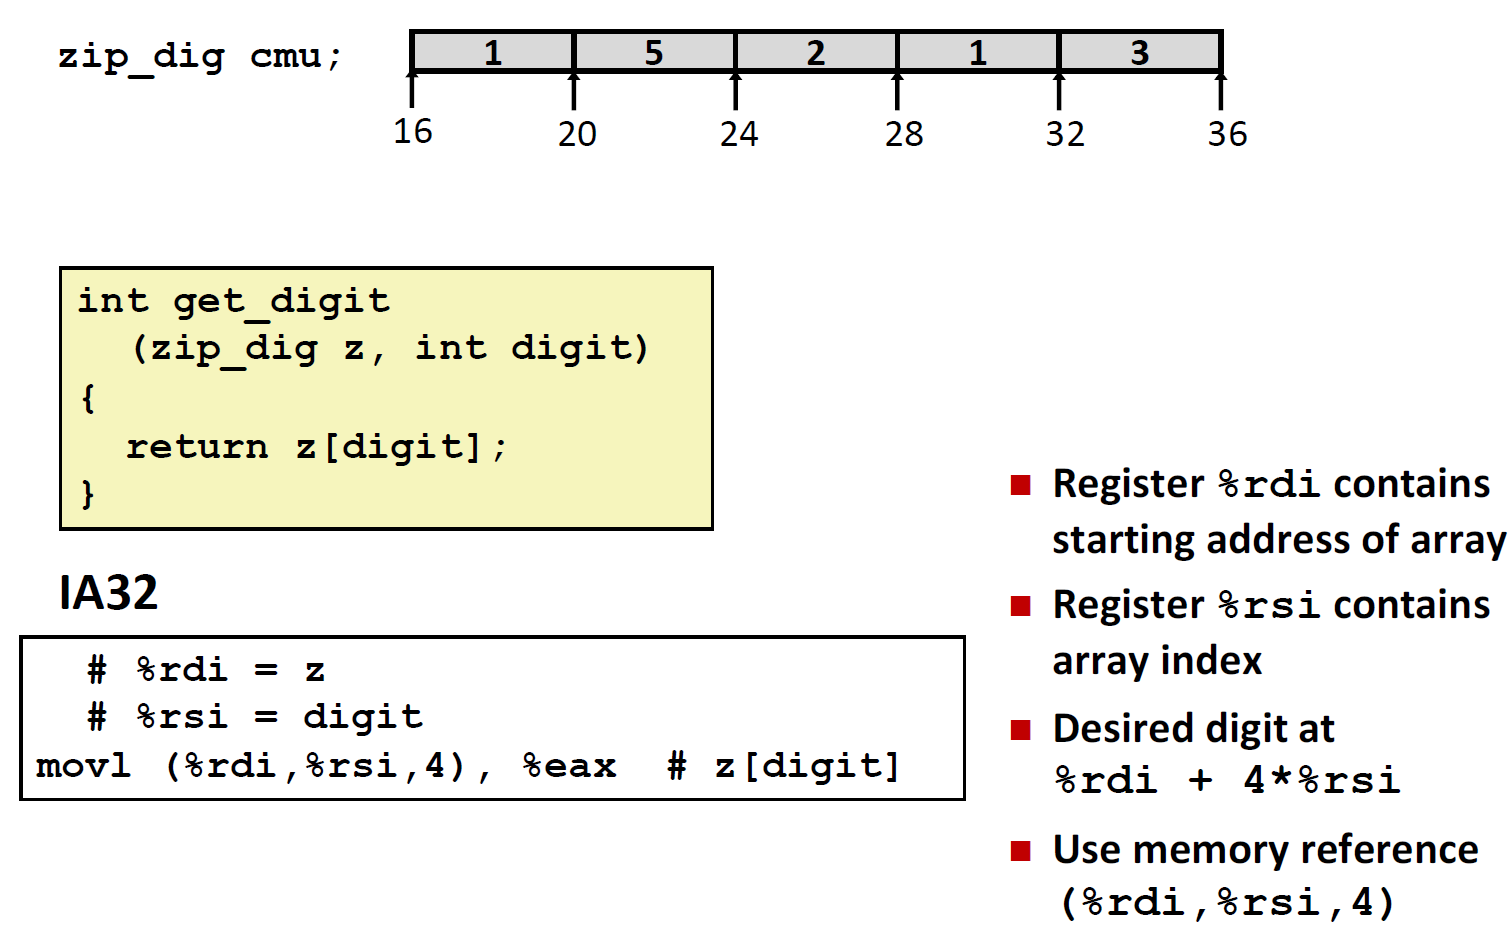 zip_dig cmu; 1 5 2 1 3
16 20 24 28 32 36
int get_digit
(zip_dig z, int digit)
{
return z[digit];
}
IA32
# %rdi = z
# %rsi = digit
movl (%rdi,%rsi,4), %eax # z[digit]
■ Register %rdi contains
starting address of array
■ Register %rsi contains
array index
■ Desired digit at
%rdi + 4*%rsi
■ Use memory reference
(%rdi,%rsi,4)